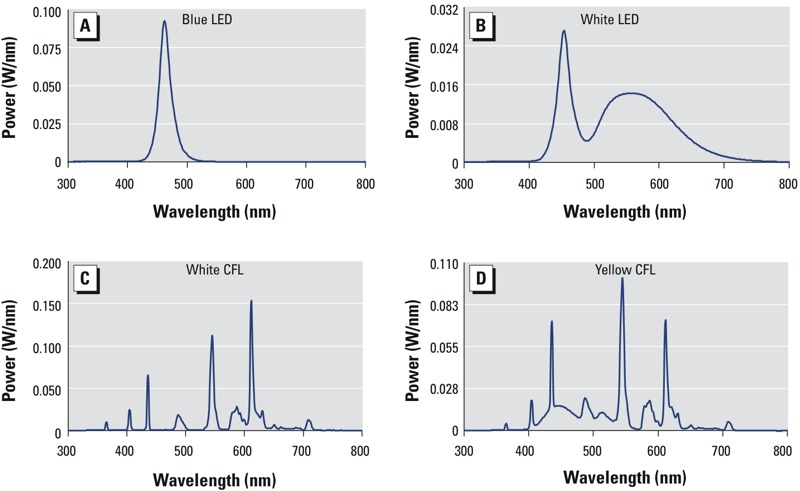 A
Blue LED
Power (W/nm)
0.100
0.075
0.050
0.025
0
300 400 500 600 700 800
Wavelength (nm)
B
White LED
Power (W/nm)
0.032
0.024
0.016
0.008
0
300 400 500 600 700 800
Wavelength (nm)
C
White CFL
Power (W/nm)
0.200
0.150
0.100
0.050
0
300 400 500 600 700 800
Wavelength (nm)
D
Yellow CFL
Power (W/nm)
0.110
0.083
0.055
0.028
0
300 400 500 600 700 800
Wavelength (nm)